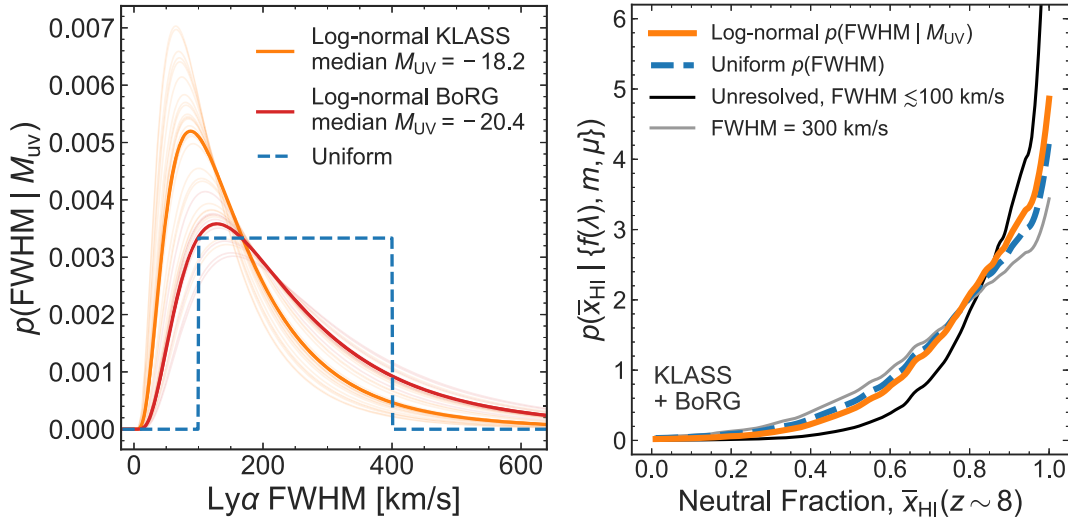 p(FWHM | M_UV)
0.007
0.006
0.005
0.004
0.003
0.002
0.001
0.000
Log-normal KLASS
median M_UV = −18.2
Log-normal BoRG
median M_UV = −20.4
Uniform
0
200
400
600
Lyα FWHM [km/s]
p(x̄_HI | {f(λ), m, μ})
6
5
4
3
2
1
0
Log-normal p(FWHM | M_UV)
Uniform p(FWHM)
Unresolved, FWHM ≲100 km/s
FWHM = 300 km/s
KLASS
+ BoRG
0.0
0.2
0.4
0.6
0.8
1.0
Neutral Fraction, x̄_HI(z ~ 8)